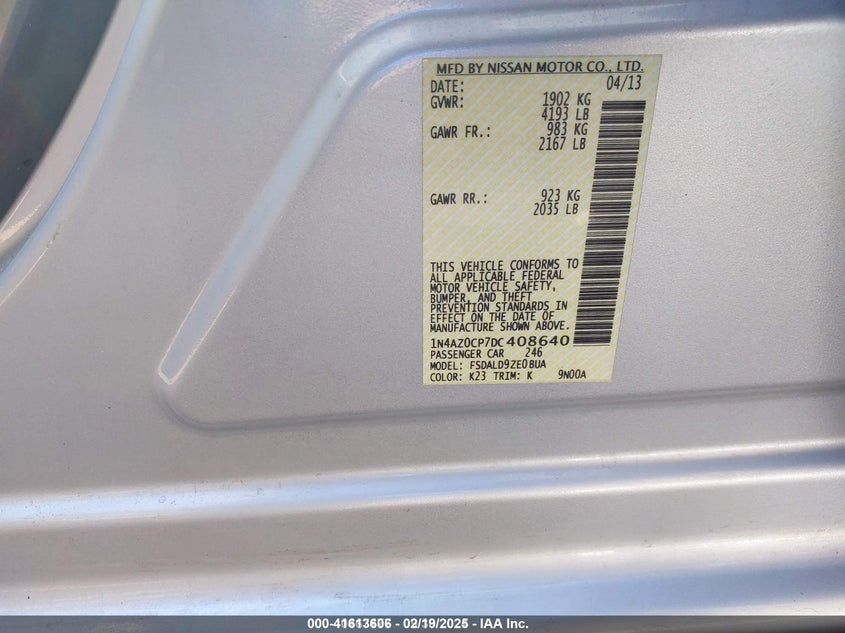 MFD BY NISSAN MOTOR CO., LTD.
DATE: 04/13
GVWR: 1902 KG
4193 LB
GAWR FR.: 983 KG
2167 LB
GAWR RR.: 923 KG
2035 LB
THIS VEHICLE CONFORMS TO
ALL APPLICABLE FEDERAL
MOTOR VEHICLE SAFETY,
BUMPER, AND THEFT
PREVENTION STANDARDS IN
EFFECT ON THE DATE OF
MANUFACTURE SHOWN ABOVE.
1N4AZ0CP7DC408640
PASSENGER CAR 246
MODEL: FSDALD9ZE0BUA
COLOR: K23 TRIM: K 9N00A
000-41613606 - 02/19/2025 - IAA Inc.